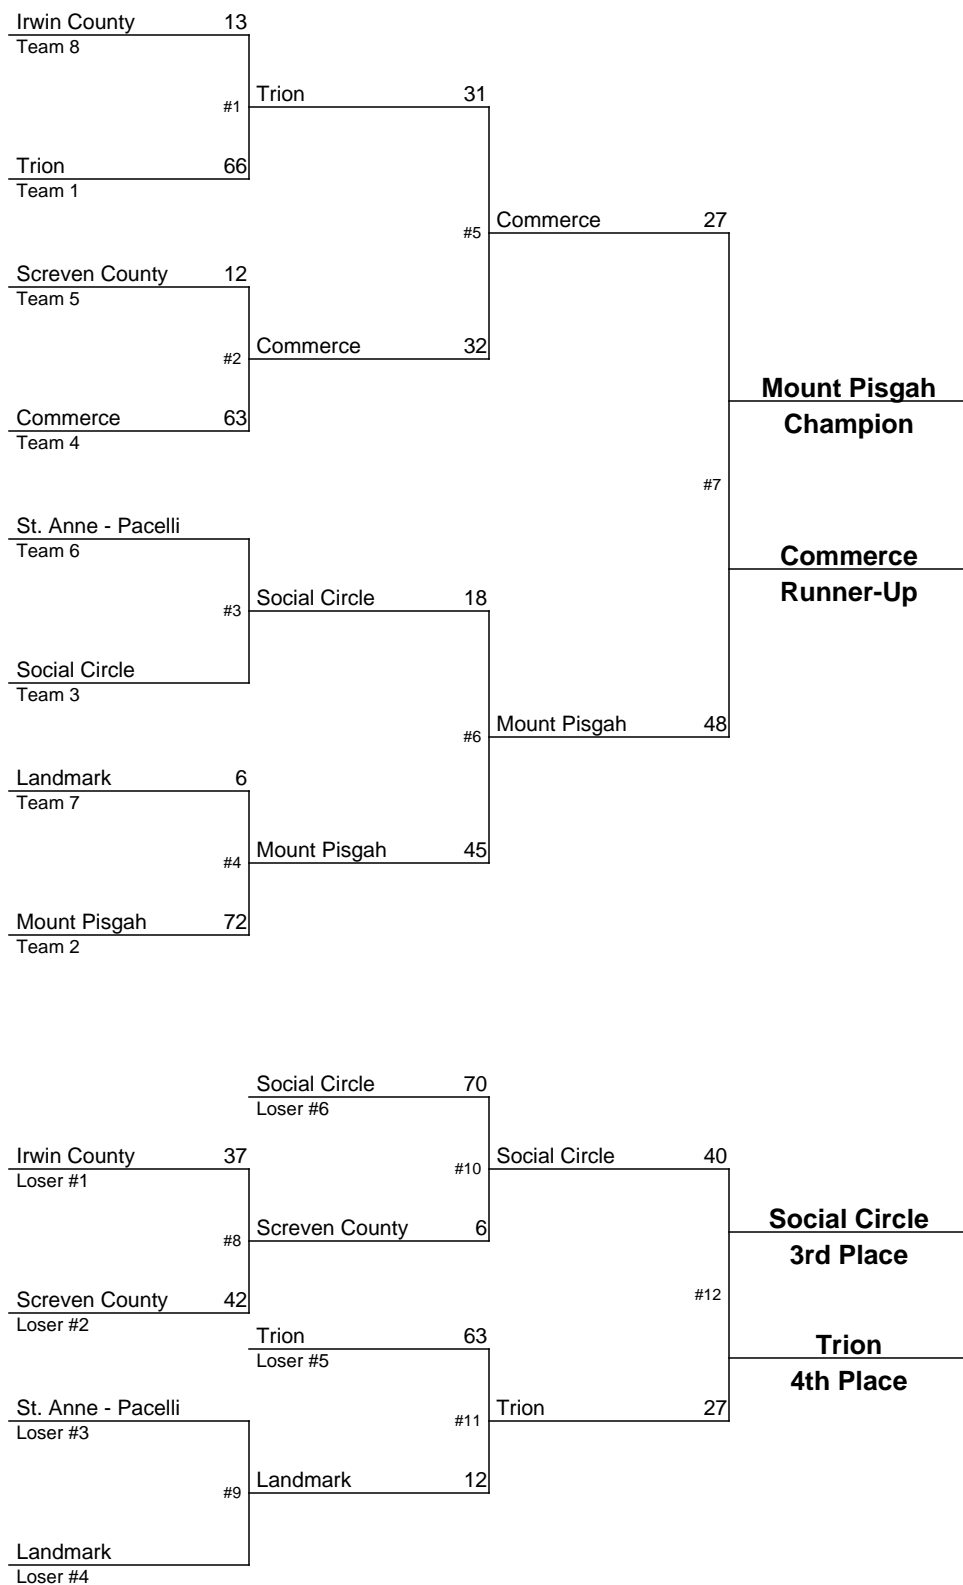 Irwin County 13
Team 8
#1 Trion 31
Trion 66
Team 1
#5 Commerce 27
Screven County 12
Team 5
#2 Commerce 32
Mount Pisgah
Commerce 63
Champion
Team 4
#7
St. Anne - Pacelli
Team 6
Commerce
Runner-Up
#3 Social Circle 18
Social Circle
Team 3
#6 Mount Pisgah 48
Landmark 6
Team 7
#4 Mount Pisgah 45
Mount Pisgah 72
Team 2
Social Circle 70
Loser #6
Irwin County 37
Loser #1
#10 Social Circle 40
Social Circle
3rd Place
#8 Screven County 6
Screven County 42
Loser #2
#12
Trion 63
Loser #5
Trion
4th Place
St. Anne - Pacelli
Loser #3
#11 Trion 27
#9 Landmark 12
Landmark
Loser #4